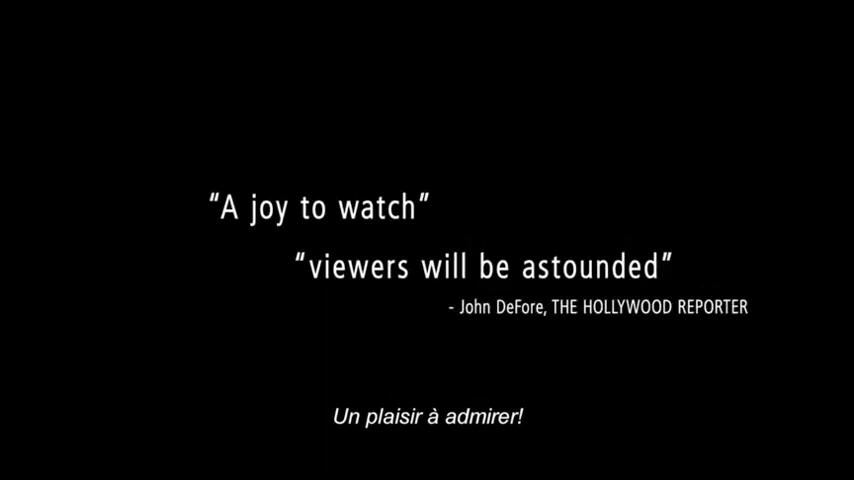 “A joy to watch”
“viewers will be astounded”
- John DeFore, THE HOLLYWOOD REPORTER
Un plaisir à admirer!